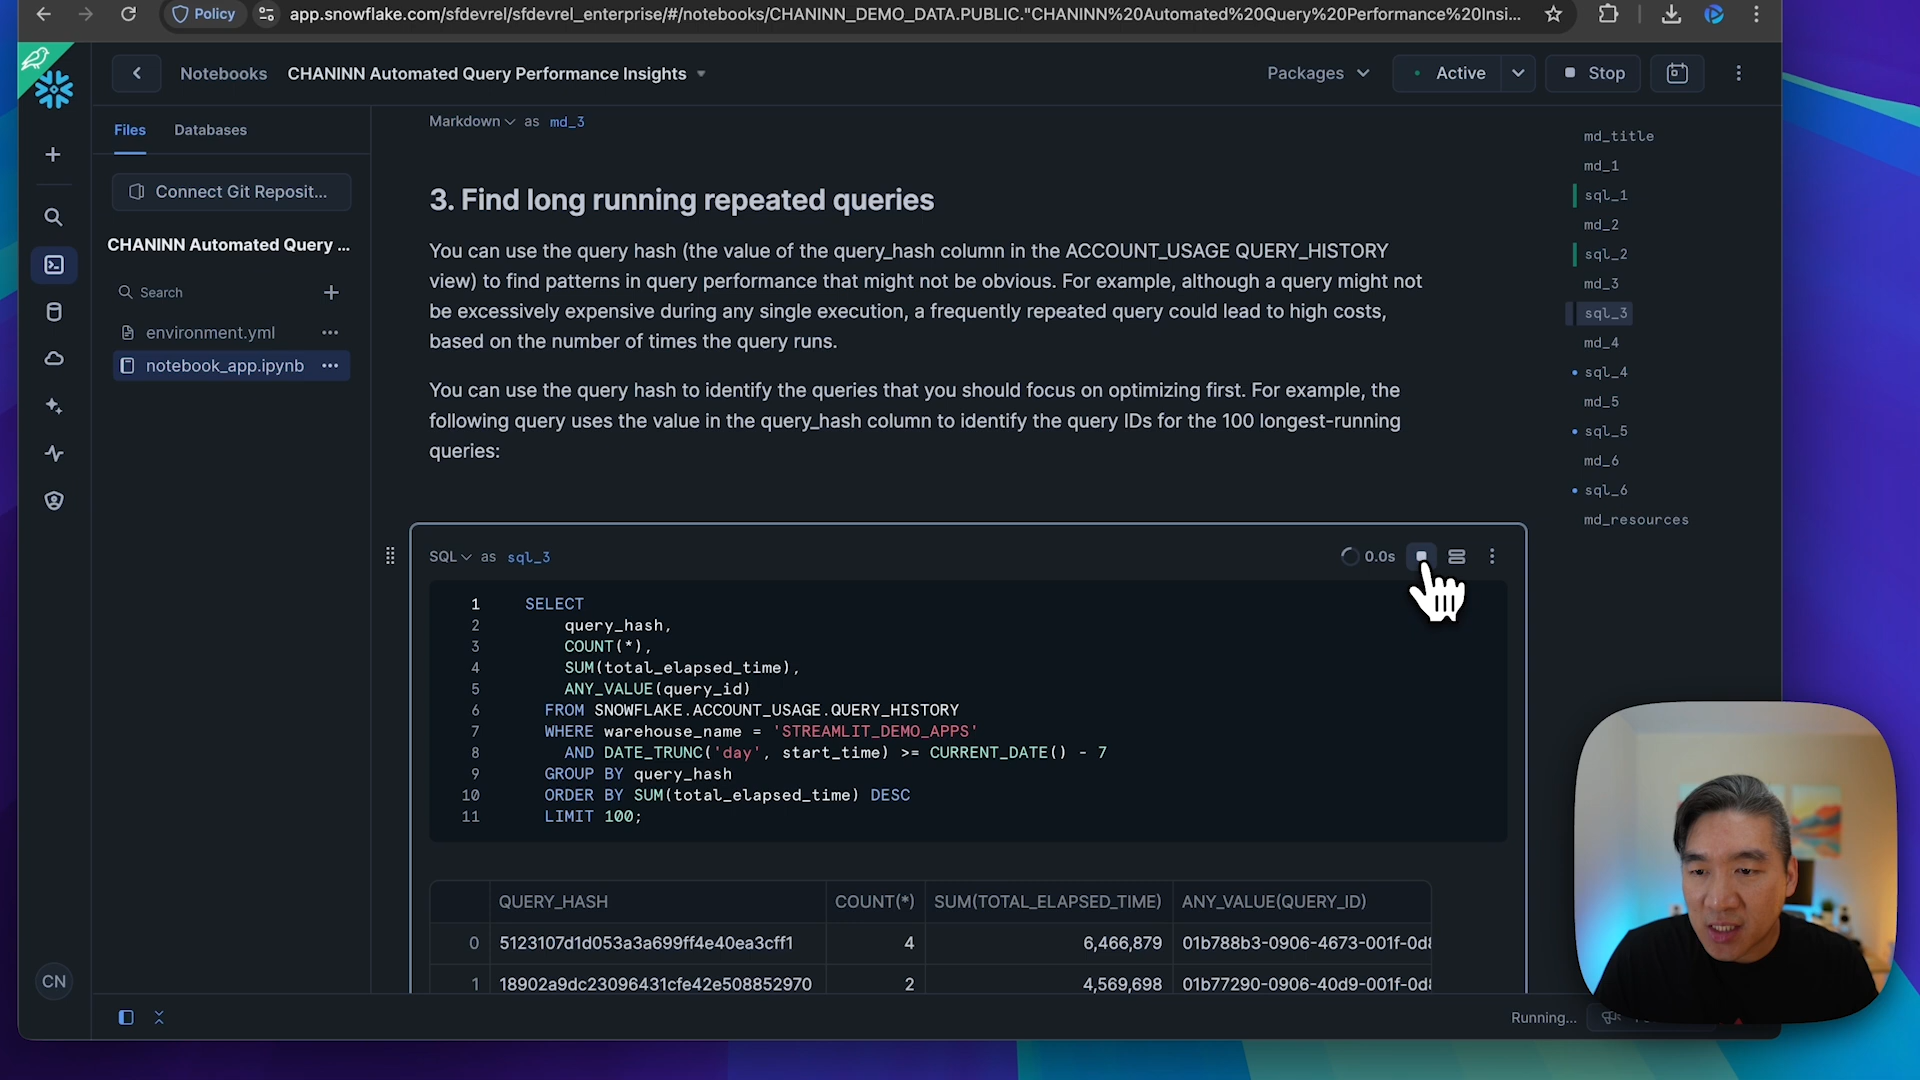 Policy
app.snowflake.com/sfdevrel/sfdevrel_enterprise/#/notebooks/CHANINN_DEMO_DATA.PUBLIC."CHANINN%20Automated%20Query%20Performance%20Insi...
Notebooks
CHANINN Automated Query Performance Insights
Packages
Active
Stop
Files
Databases
Connect Git Reposit...
CHANINN Automated Query ...
Search
environment.yml
notebook_app.ipynb
CN
Markdown as md_3
3. Find long running repeated queries
You can use the query hash (the value of the query_hash column in the ACCOUNT_USAGE QUERY_HISTORY
view) to find patterns in query performance that might not be obvious. For example, although a query might not
be excessively expensive during any single execution, a frequently repeated query could lead to high costs,
based on the number of times the query runs.
You can use the query hash to identify the queries that you should focus on optimizing first. For example, the
following query uses the value in the query_hash column to identify the query IDs for the 100 longest-running
queries:
SQL as sql_3
0.0s
1 SELECT
2 query_hash,
3 COUNT(*),
4 SUM(total_elapsed_time),
5 ANY_VALUE(query_id)
6 FROM SNOWFLAKE.ACCOUNT_USAGE.QUERY_HISTORY
7 WHERE warehouse_name = 'STREAMLIT_DEMO_APPS'
8 AND DATE_TRUNC('day', start_time) >= CURRENT_DATE() - 7
9 GROUP BY query_hash
10 ORDER BY SUM(total_elapsed_time) DESC
11 LIMIT 100;
QUERY_HASH COUNT(*) SUM(TOTAL_ELAPSED_TIME) ANY_VALUE(QUERY_ID)
0 5123107d1d053a3a699ff4e40ea3cff1 4 6,466,879 01b788b3-0906-4673-001f-0d
1 18902a9dc23096431cfe42e508852970 2 4,569,698 01b77290-0906-40d9-001f-0d
Running...
md_title
md_1
sql_1
md_2
sql_2
md_3
sql_3
md_4
sql_4
md_5
sql_5
md_6
sql_6
md_resources